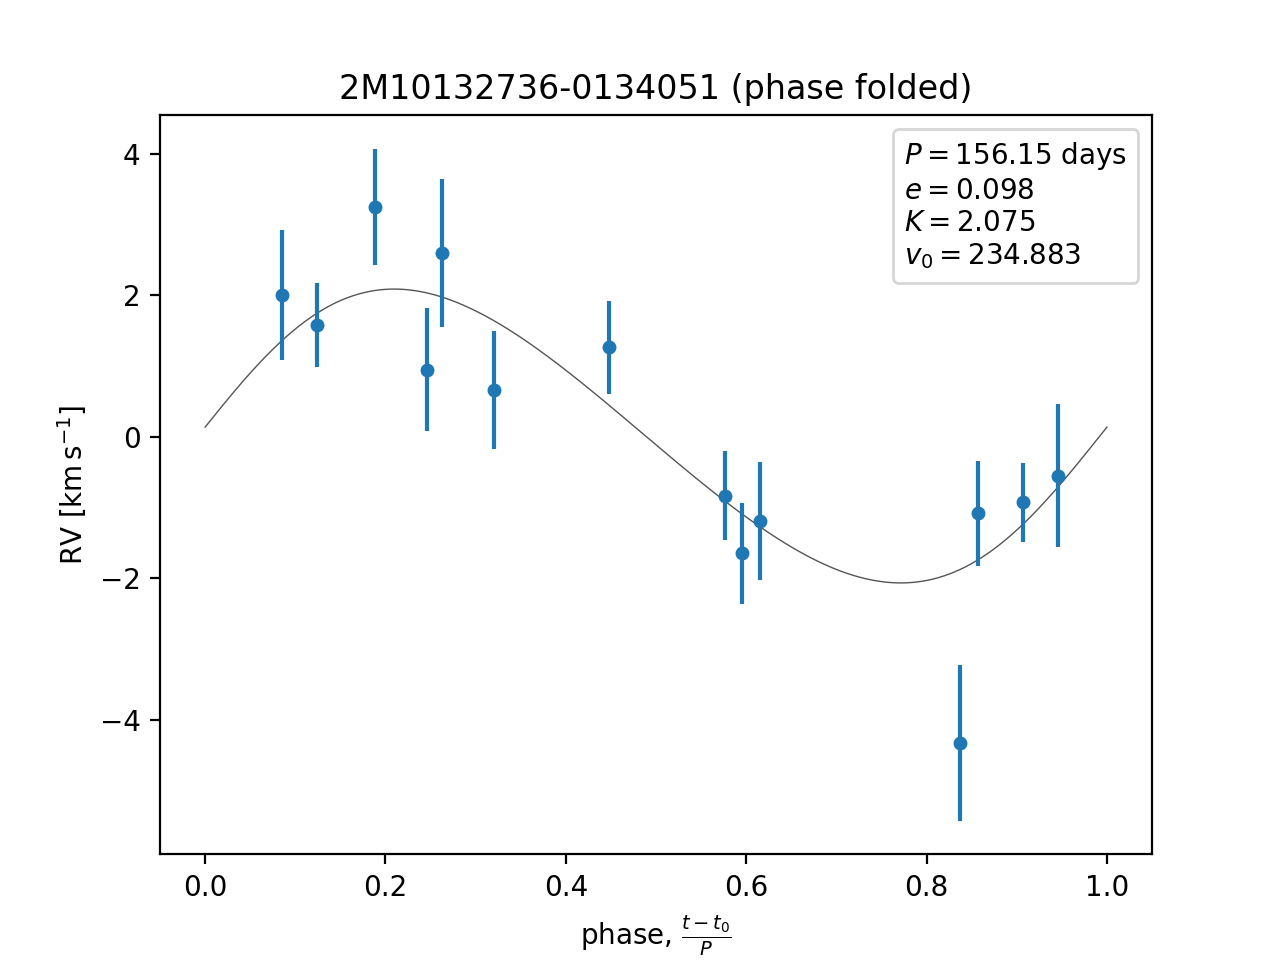 2M10132736-0134051 (phase folded)
P = 156.15 days
e = 0.098
K = 2.075
v₀ = 234.883
4
2
0
−2
−4
RV [km s⁻¹]
0.0 0.2 0.4 0.6 0.8 1.0
phase, (t − t₀)/P